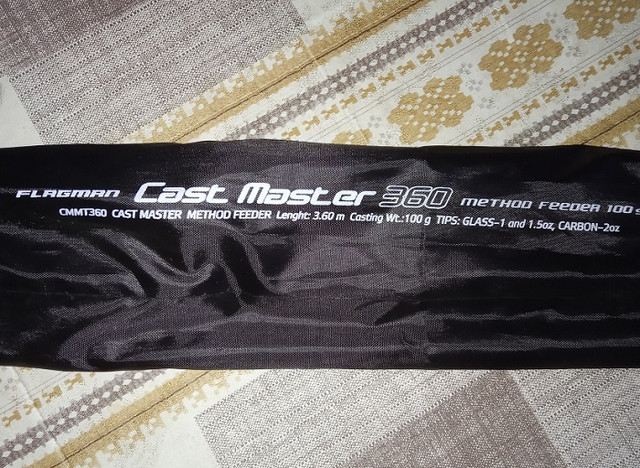 FLAGMAN Cast Master 360 METHOD FEEDER 100
CMMT360 CAST MASTER METHOD FEEDER Lenght: 3.60 m Casting Wt.:100 g TIPS: GLASS-1 and 1.5oz, CARBON-2oz